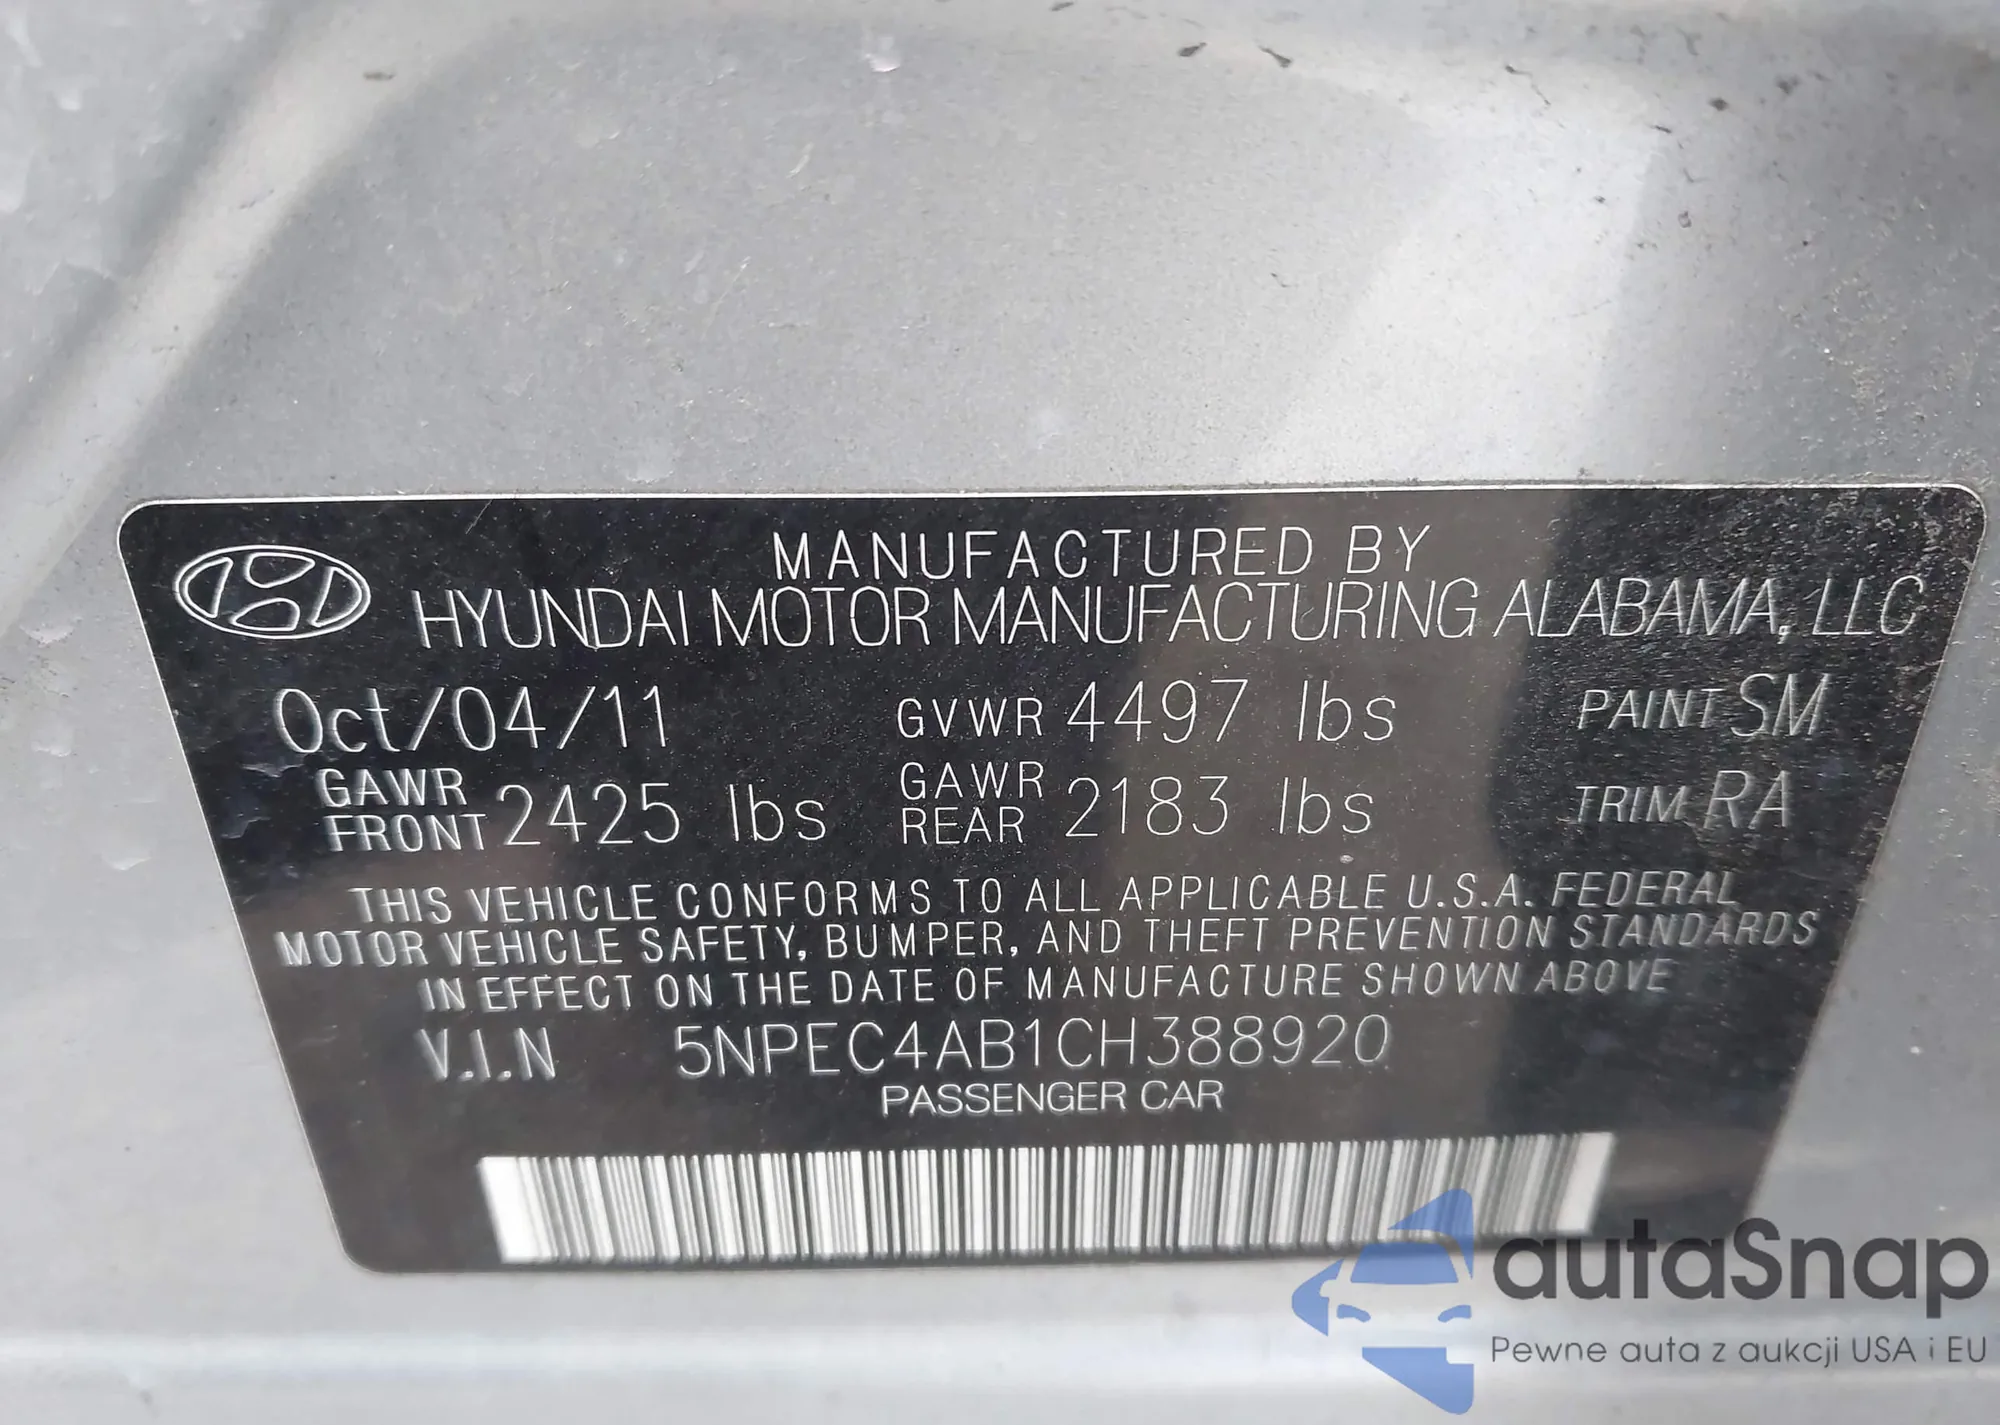 MANUFACTURED BY
HYUNDAI MOTOR MANUFACTURING ALABAMA, LLC
Oct/04/11 GVWR 4497 lbs PAINT SM
GAWR FRONT 2425 lbs GAWR REAR 2183 lbs TRIM RA
THIS VEHICLE CONFORMS TO ALL APPLICABLE U.S.A. FEDERAL
MOTOR VEHICLE SAFETY, BUMPER, AND THEFT PREVENTION STANDARDS
IN EFFECT ON THE DATE OF MANUFACTURE SHOWN ABOVE
V.I.N 5NPEC4AB1CH388920
PASSENGER CAR
autaSnap
Pewne auta z aukcji USA i EU